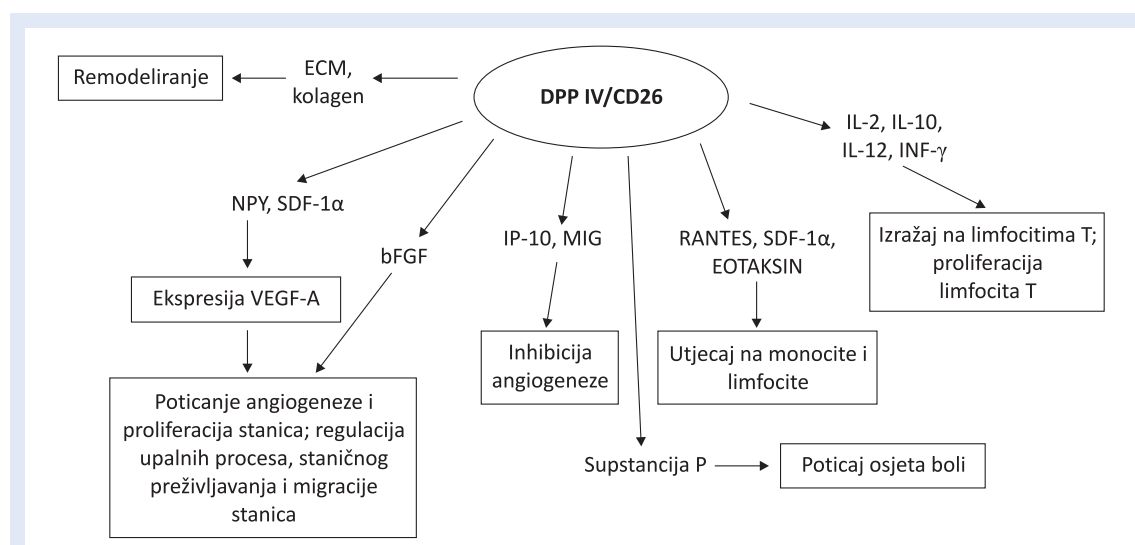 DPP IV/CD26
Remodeliranje
ECM,
kolagen
NPY, SDF-1α
Ekspresija VEGF-A
bFGF
Poticanje angiogeneze i
proliferacija stanica; regulacija
upalnih procesa, staničnog
preživljavanja i migracije
stanica
IP-10, MIG
Inhibicija
angiogeneze
Supstancija P
Poticaj osjeta boli
RANTES, SDF-1α,
EOTAKSIN
Utjecaj na monocite i
limfocite
IL-2, IL-10,
IL-12, INF-γ
Izražaj na limfocitima T;
proliferacija
limfocita T